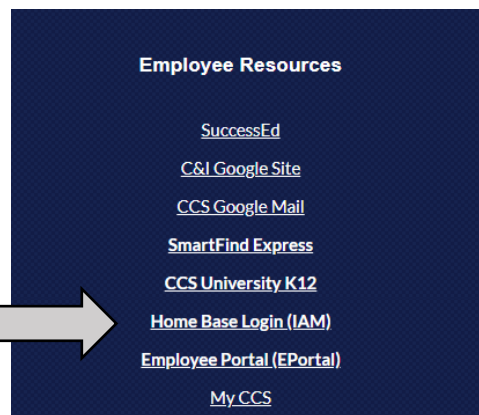 Employee Resources
SuccessEd
C&I Google Site
CCS Google Mail
SmartFind Express
CCS University K12
Home Base Login (IAM)
Employee Portal (EPortal)
My CCS